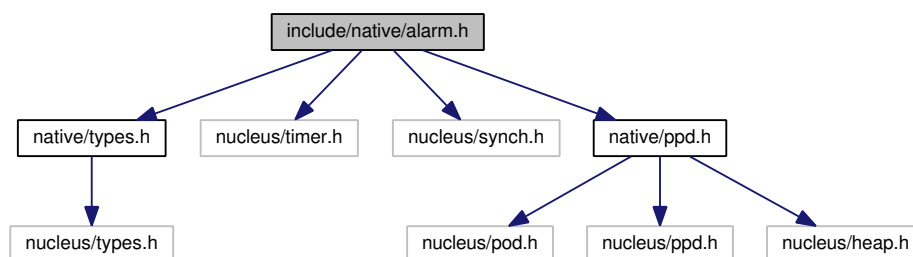 include/native/alarm.h
native/types.h
nucleus/timer.h
nucleus/synch.h
native/ppd.h
nucleus/types.h
nucleus/pod.h
nucleus/ppd.h
nucleus/heap.h